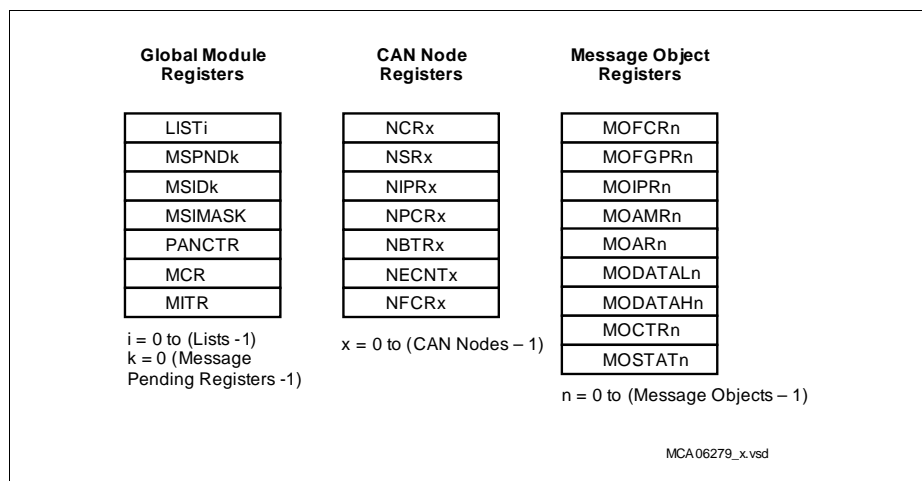 Global Module
Registers
LISTi
MSPNDk
MSIDk
MSIMASK
PANCTR
MCR
MITR
i = 0 to (Lists -1)
k = 0 (Message
Pending Registers -1)
CAN Node
Registers
NCRx
NSRx
NIPRx
NPCRx
NBTRx
NECNTx
NFCRx
x = 0 to (CAN Nodes – 1)
Message Object
Registers
MOFCRn
MOFGPRn
MOIPRn
MOAMRn
MOARn
MODATALn
MODATAHn
MOCTRn
MOSTATn
n = 0 to (Message Objects – 1)
MCA06279_x.vsd